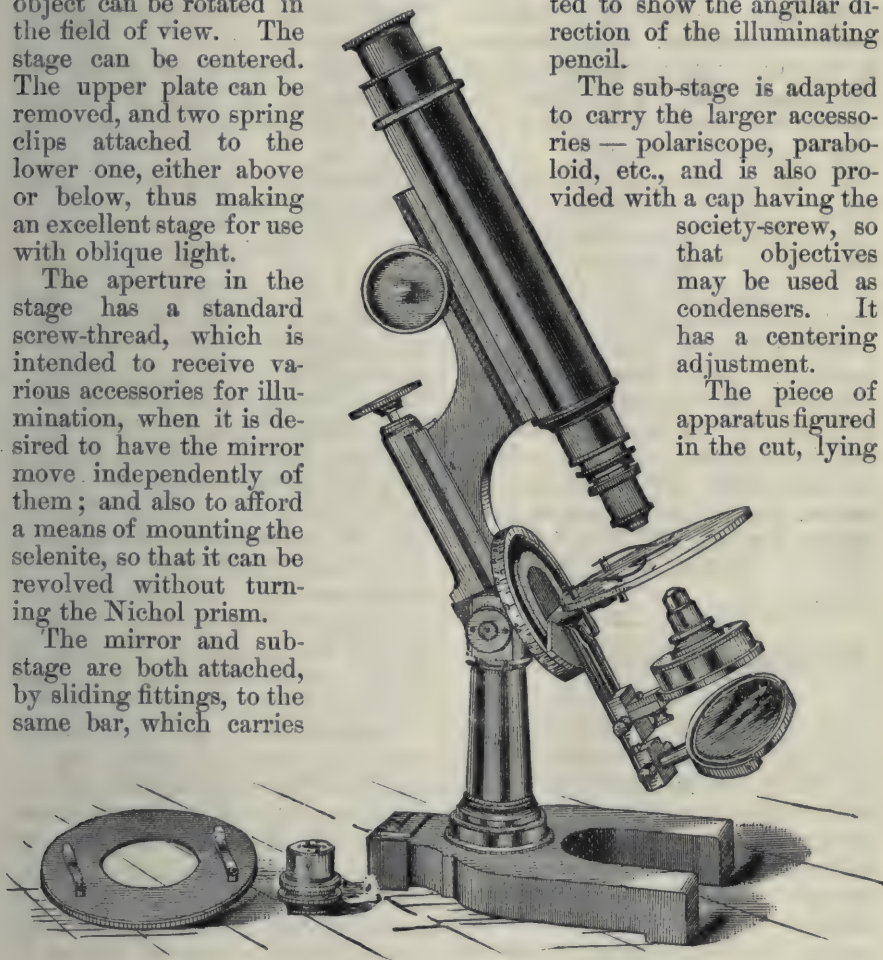 object can be rotated in
the field of view. The
stage can be centered.
The upper plate can be
removed, and two spring
clips attached to the
lower one, either above
or below, thus making
an excellent stage for use
with oblique light.
The aperture in the
stage has a standard
screw-thread, which is
intended to receive va-
rious accessories for illu-
mination, when it is de-
sired to have the mirror
move independently of
them; and also to afford
a means of mounting the
selenite, so that it can be
revolved without turn-
ing the Nichol prism.
The mirror and sub-
stage are both attached,
by sliding fittings, to the
same bar, which carries
ted to show the angular di-
rection of the illuminating
pencil.
The sub-stage is adapted
to carry the larger accesso-
ries — polariscope, parabo-
loid, etc., and is also pro-
vided with a cap having the
society-screw, so
that objectives
may be used as
condensers. It
has a centering
adjustment.
The piece of
apparatus figured
in the cut, lying